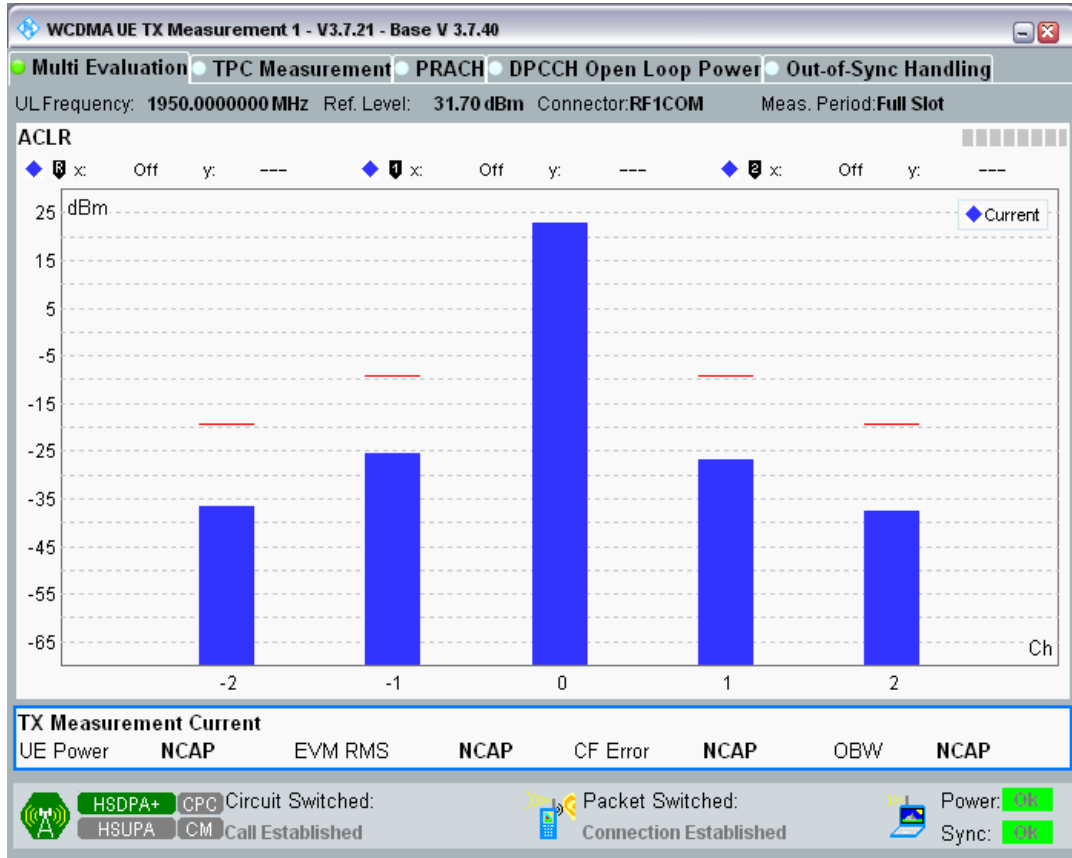 WCDMA UE TX Measurement 1 - V3.7.21 - Base V 3.7.40
Multi Evaluation TPC Measurement PRACH DPCCH Open Loop Power Out-of-Sync Handling
UL Frequency: 1950.0000000 MHz Ref. Level: 31.70 dBm Connector:RF1COM Meas. Period:Full Slot
ACLR
R x: Off y: --- 1 x: Off y: --- 2 x: Off y: ---
dBm
Current
25
15
5
-5
-15
-25
-35
-45
-55
-65
Ch
-2 -1 0 1 2
TX Measurement Current
UE Power NCAP EVM RMS NCAP CF Error NCAP OBW NCAP
HSDPA+ CPC Circuit Switched: Packet Switched: Power: Ok
HSUPA CM Call Established Connection Established Sync: Ok